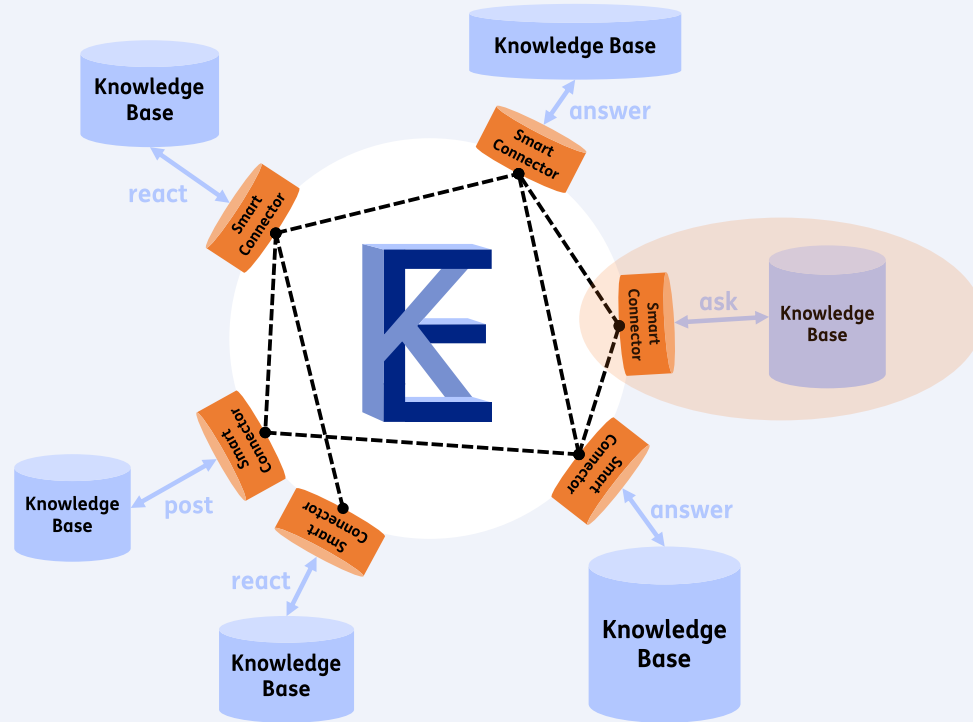 Knowledge Base
answer
Smart
Connector
Knowledge
Base
react
Smart
Connector
KE
ask
Smart
Connector
Knowledge
Base
Smart
Connector
post
Knowledge
Base
Smart
Connector
react
Knowledge
Base
Smart
Connector
answer
Knowledge
Base